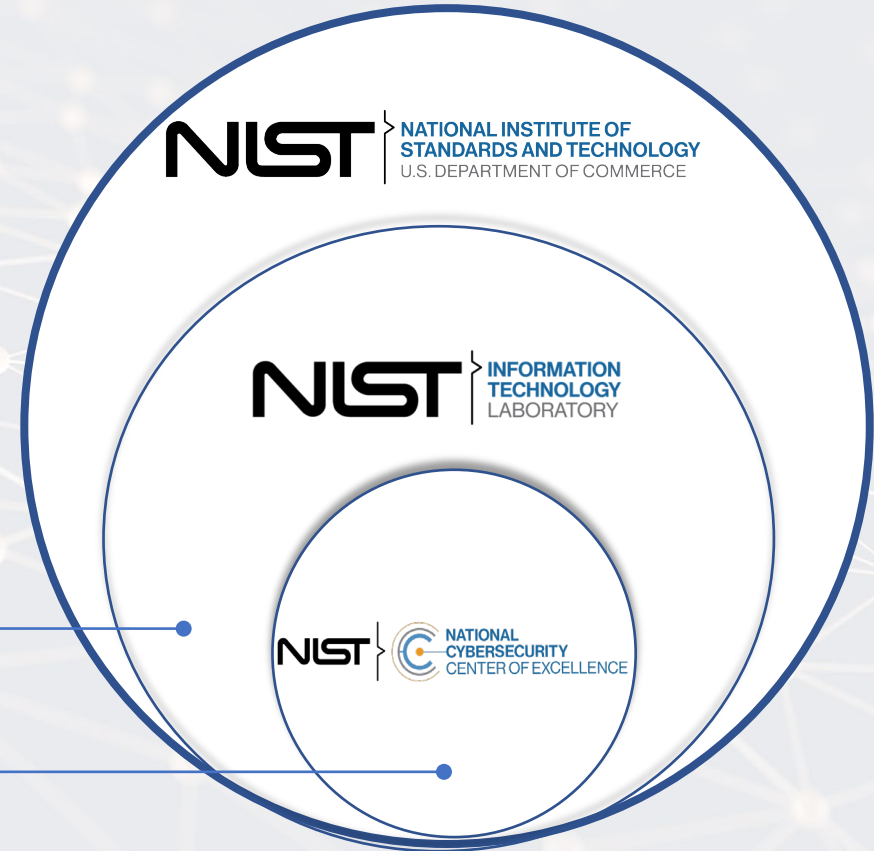 NIST
NATIONAL INSTITUTE OF
STANDARDS AND TECHNOLOGY
U.S. DEPARTMENT OF COMMERCE
NIST
INFORMATION
TECHNOLOGY
LABORATORY
NIST
NATIONAL
CYBERSECURITY
CENTER OF EXCELLENCE